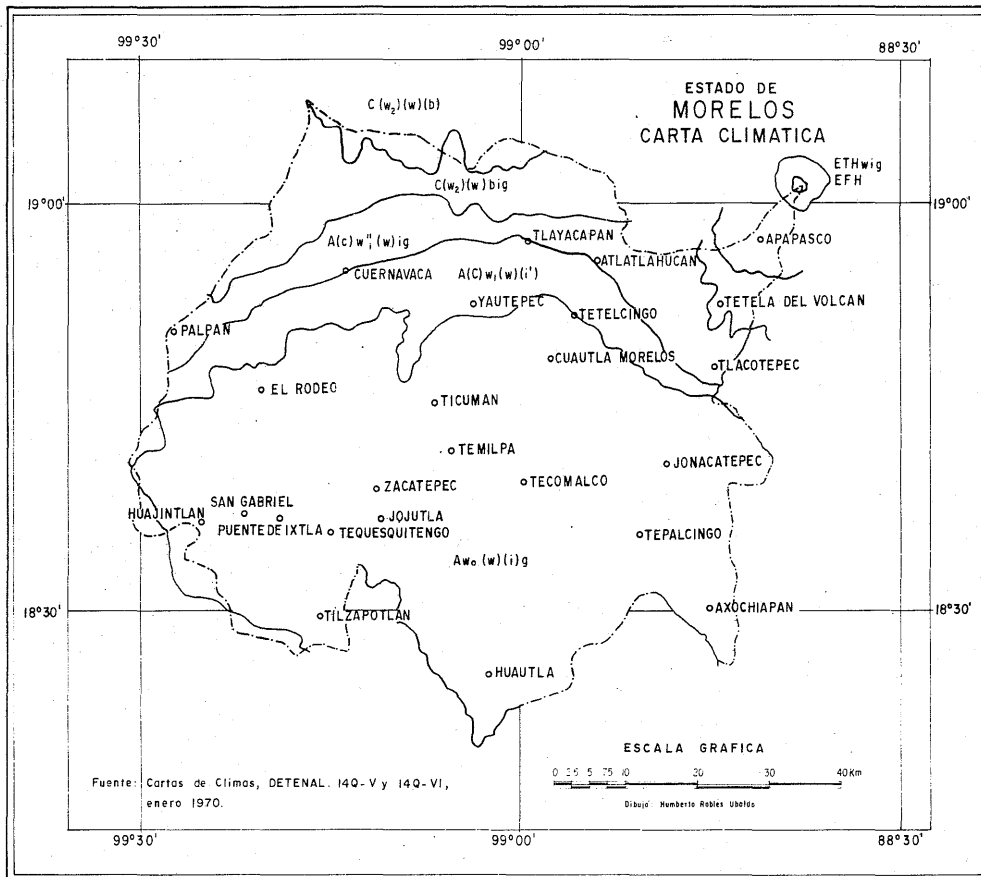 99°30' 99°00' 88°30'
ESTADO DE
MORELOS
CARTA CLIMATICA
C(w₂)(w)(b)
ETHwig
EFH
C(w₂)(w)big
19°00' 19°00'
A(c)w''₁(w)ig
TLAYACAPAN
APAPASCO
ATLATLAHUCAN
CUERNAVACA
A(C)w₁(w)(i')
YAUTEPEC
TETELA DEL VOLCAN
TETELCINGO
PALPAN
CUAUTLA MORELOS
TLACOTEPEC
EL RODEO
TICUMAN
TEMILPA
JONACATEPEC
ZACATEPEC
TECOMALCO
SAN GABRIEL
HUAJINTLAN
JOJUTLA
PUENTE DE IXTLA
TEQUESQUITENGO
TEPALCINGO
Aw₀(w)(i)g
18°30' 18°30'
TILZAPOTLAN
AXOCHIAPAN
HUAUTLA
ESCALA GRAFICA
0 2.5 5 7.5 10 20 30 40 Km
Fuente: Cartas de Climas, DETENAL. 14Q-V y 14Q-VI,
enero 1970.
Dibujó: Humberto Robles Ubaldo
99°30' 99°00' 88°30'